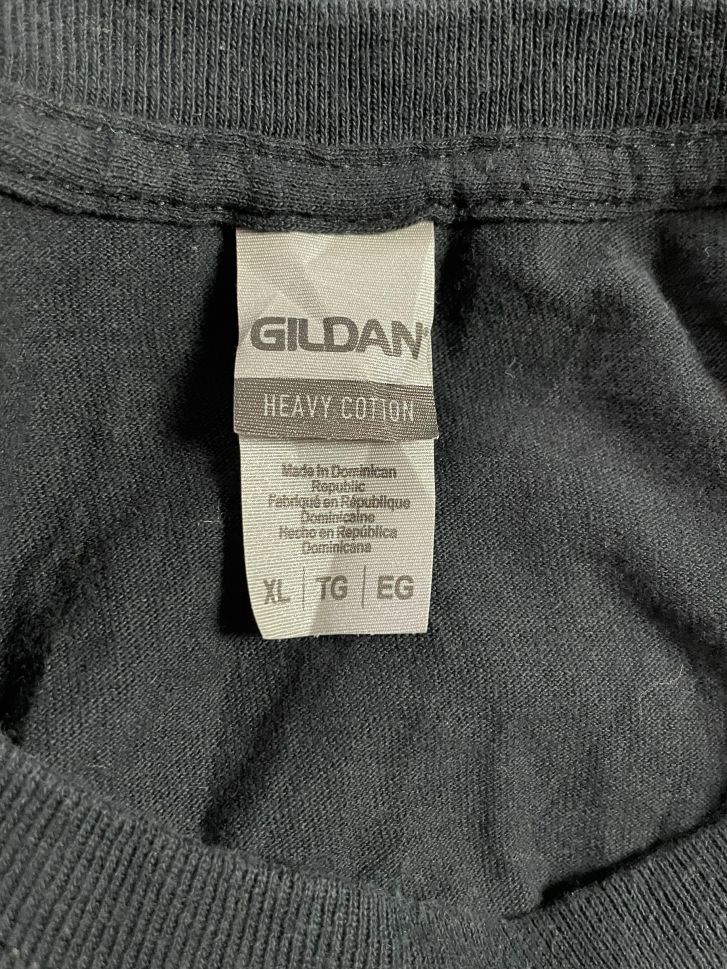 GILDAN®
HEAVY COTTON
Made in Dominican
Republic
Fabriqué en République
Dominicaine
Hecho en República
Dominicana
XL | TG | EG